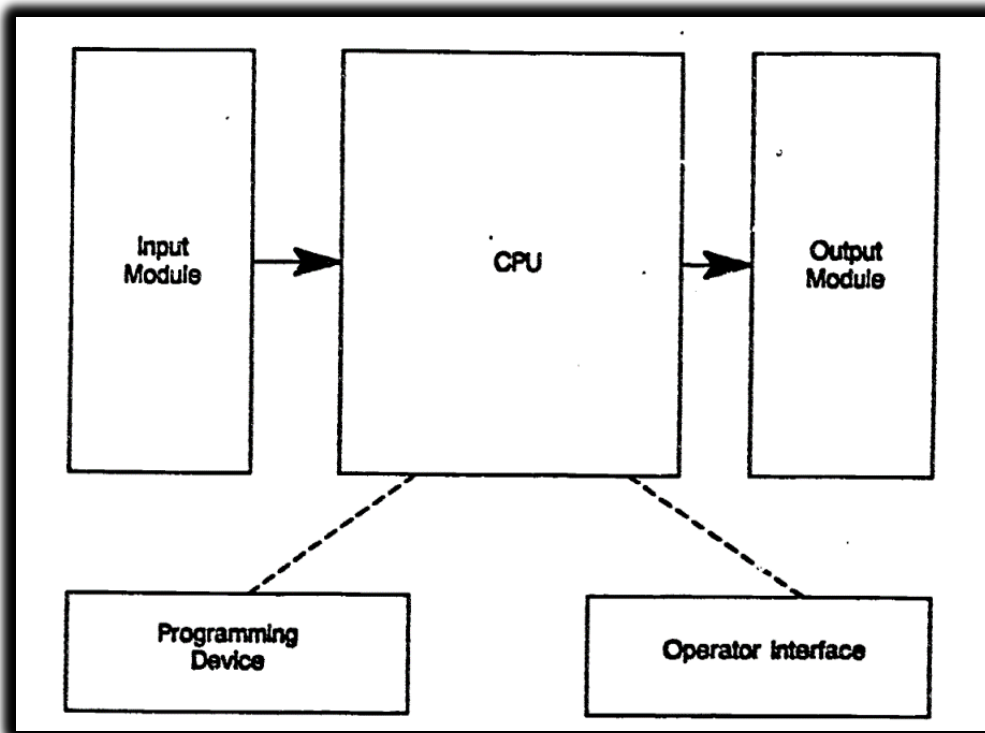 Input
Module
CPU
Output
Module
Programming
Device
Operator Interface